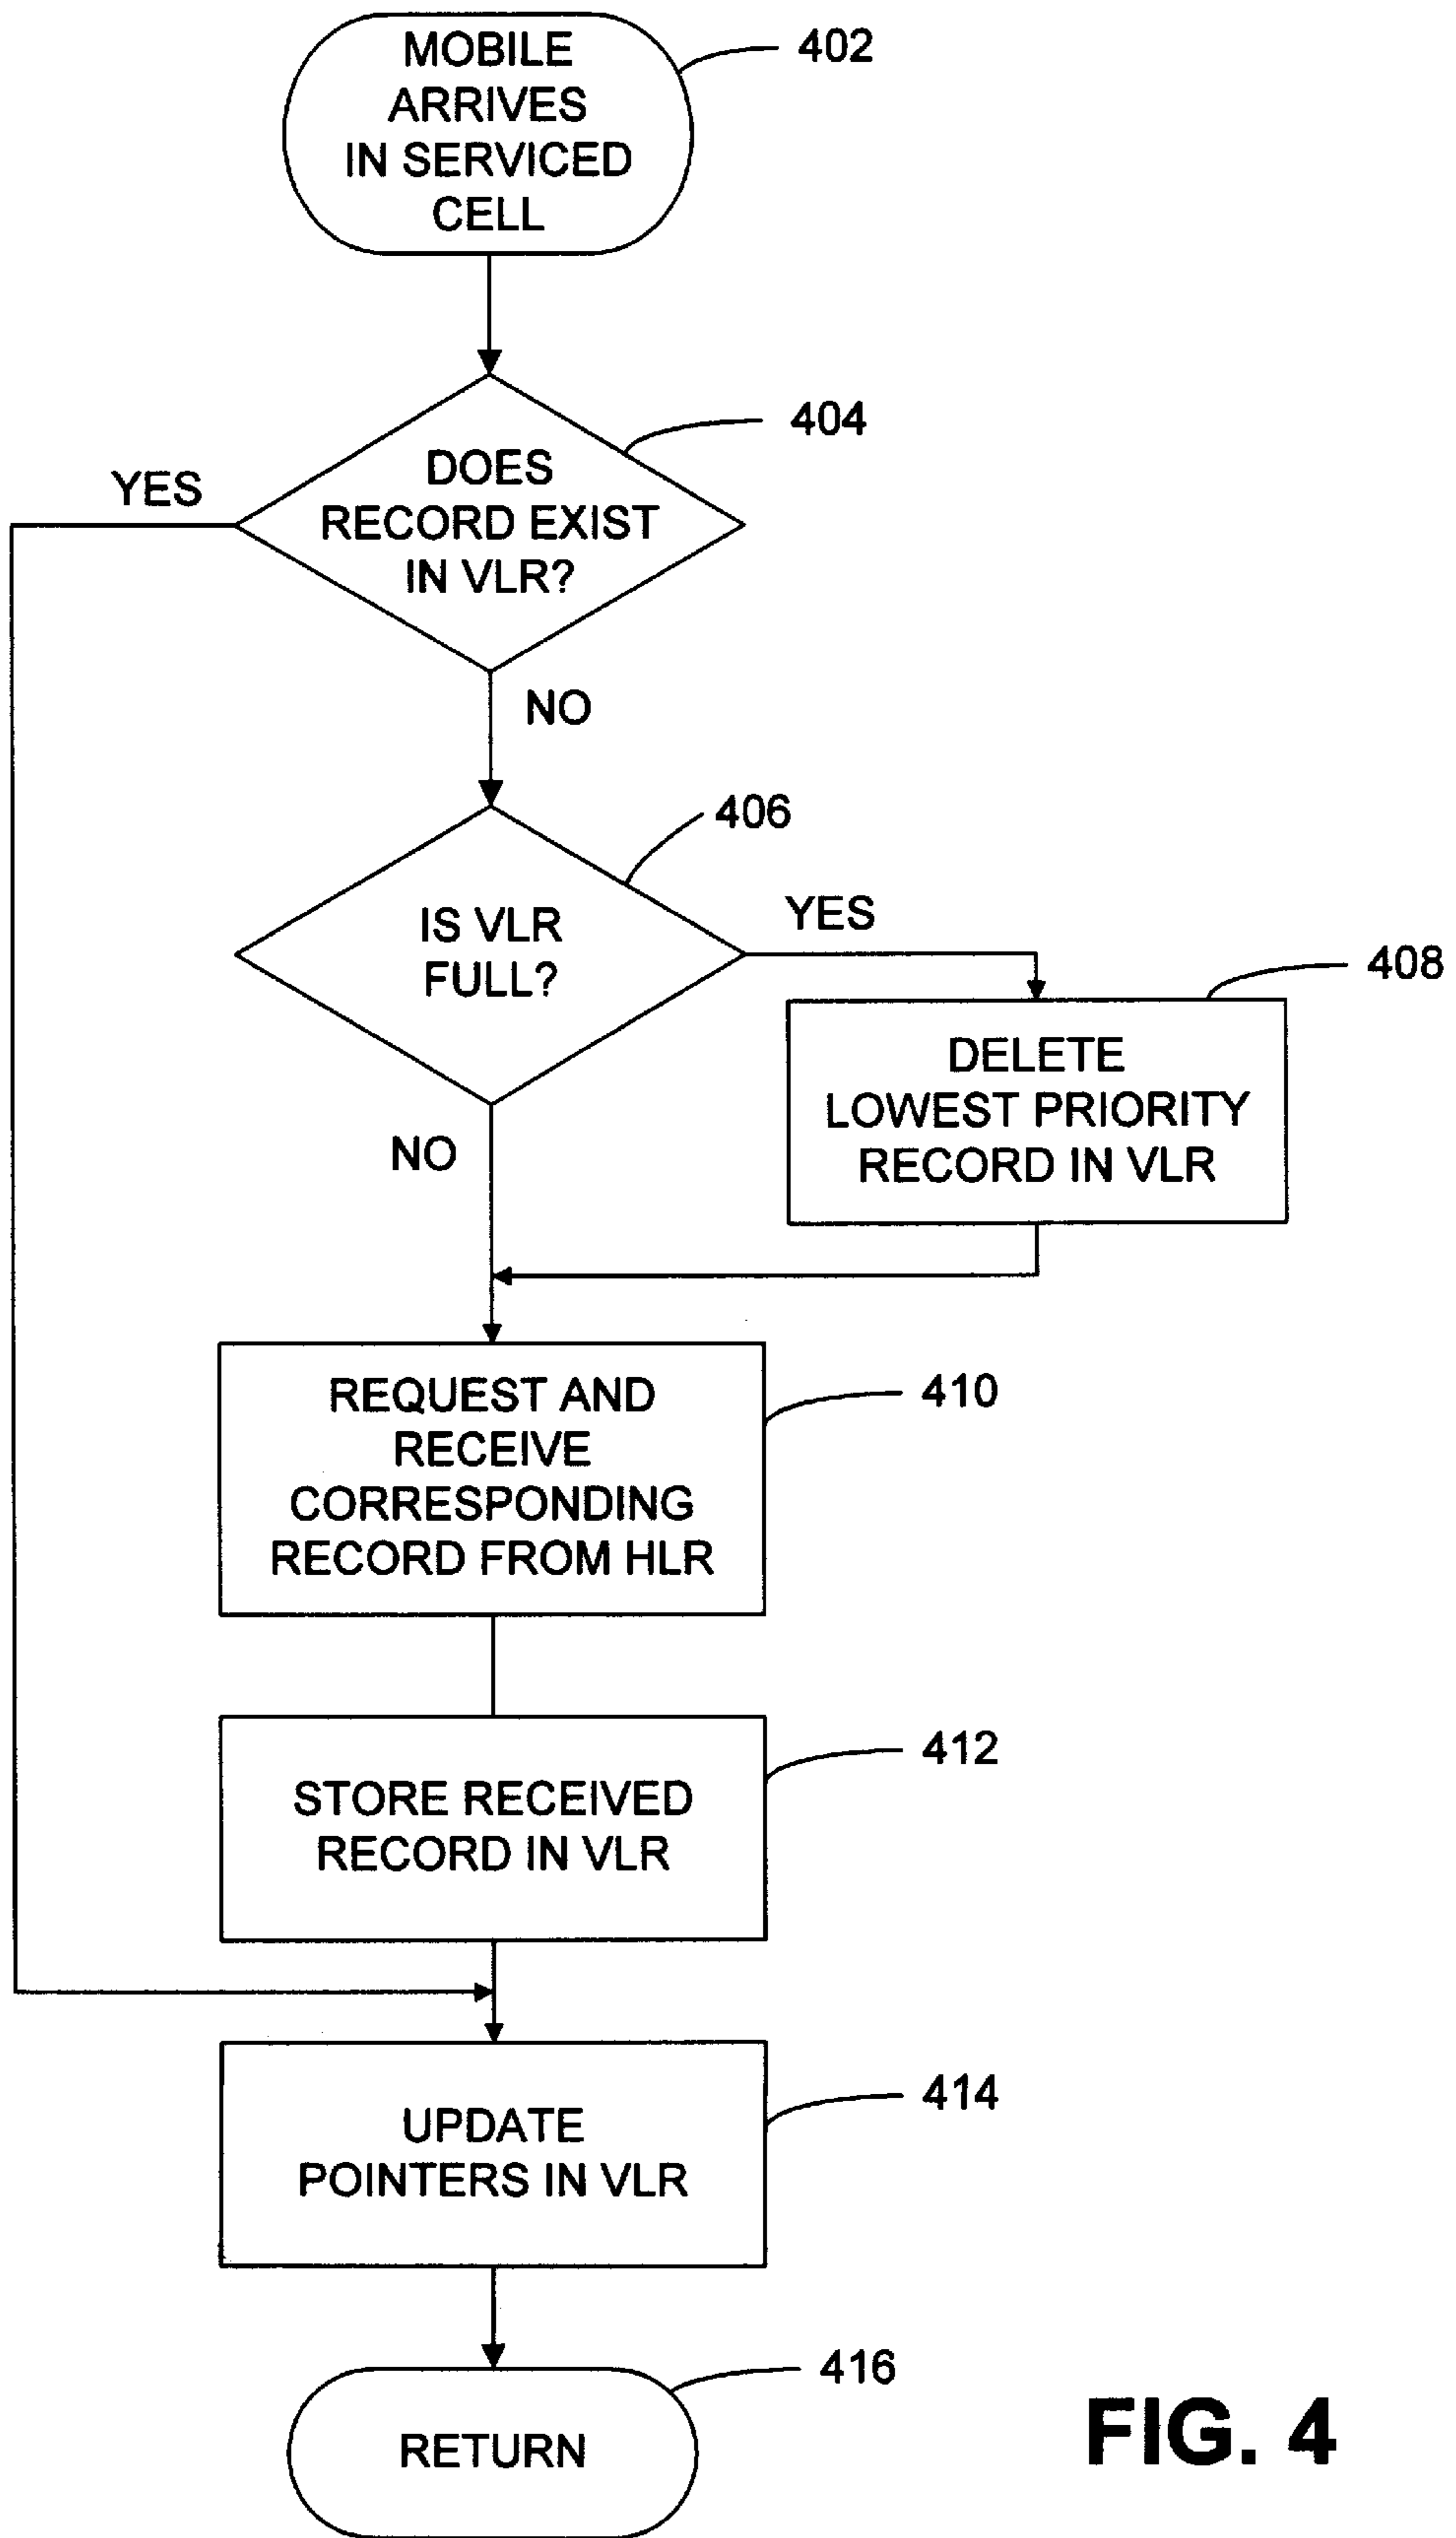 MOBILE
ARRIVES
IN SERVICED
CELL
402
DOES
RECORD EXIST
IN VLR?
404
YES
NO
IS VLR
FULL?
406
YES
NO
DELETE
LOWEST PRIORITY
RECORD IN VLR
408
REQUEST AND
RECEIVE
CORRESPONDING
RECORD FROM HLR
410
STORE RECEIVED
RECORD IN VLR
412
UPDATE
POINTERS IN VLR
414
RETURN
416
FIG. 4